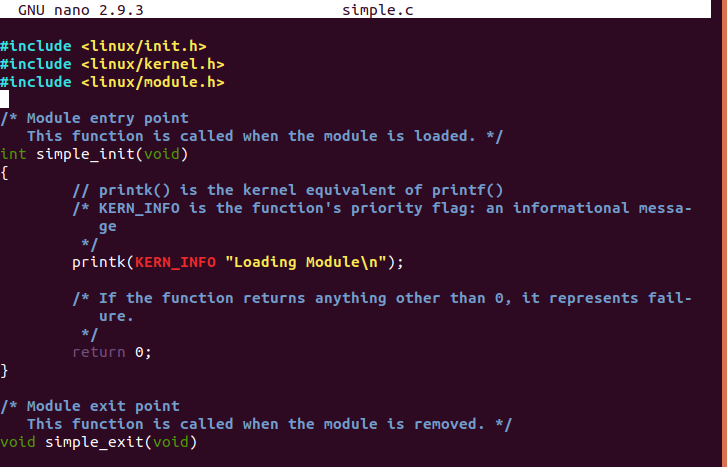 GNU nano 2.9.3 simple.c
#include <linux/init.h>
#include <linux/kernel.h>
#include <linux/module.h>
/* Module entry point
This function is called when the module is loaded. */
int simple_init(void)
{
// printk() is the kernel equivalent of printf()
/* KERN_INFO is the function's priority flag: an informational messa-
ge
*/
printk(KERN_INFO "Loading Module\n");
/* If the function returns anything other than 0, it represents fail-
ure.
*/
return 0;
}
/* Module exit point
This function is called when the module is removed. */
void simple_exit(void)